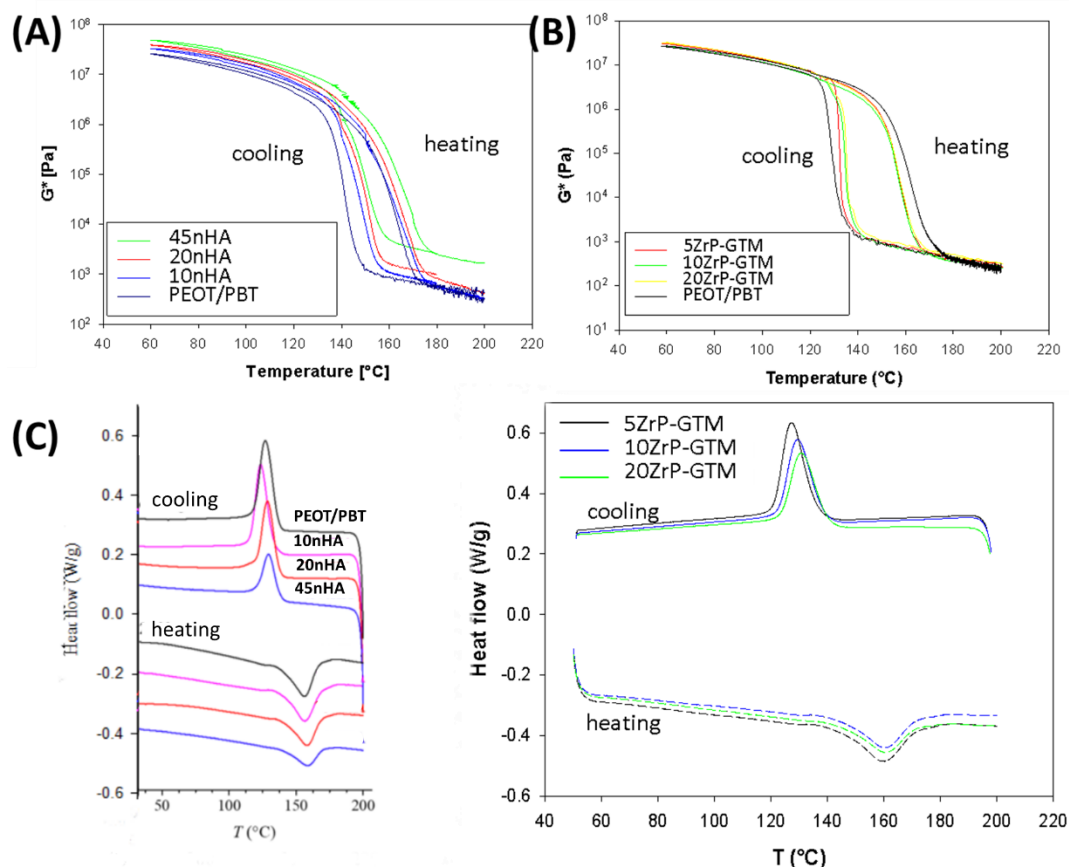 (A)
10⁸
10⁷
10⁶
10⁵
10⁴
10³
10²
G* [Pa]
cooling
heating
45nHA
20nHA
10nHA
PEOT/PBT
40 60 80 100 120 140 160 180 200 220
Temperature [°C]
(B)
10⁸
10⁷
10⁶
10⁵
10⁴
10³
10²
10¹
G* (Pa)
cooling
heating
5ZrP-GTM
10ZrP-GTM
20ZrP-GTM
PEOT/PBT
40 60 80 100 120 140 160 180 200 220
Temperature (°C)
(C)
0.6
0.4
0.2
0.0
-0.2
-0.4
-0.6
Heat flow (W/g)
cooling
PEOT/PBT
10nHA
20nHA
45nHA
heating
50 100 150 200
T (°C)
0.6
0.4
0.2
0.0
-0.2
-0.4
-0.6
Heat flow (W/g)
5ZrP-GTM
10ZrP-GTM
20ZrP-GTM
cooling
heating
40 60 80 100 120 140 160 180 200 220
T (°C)